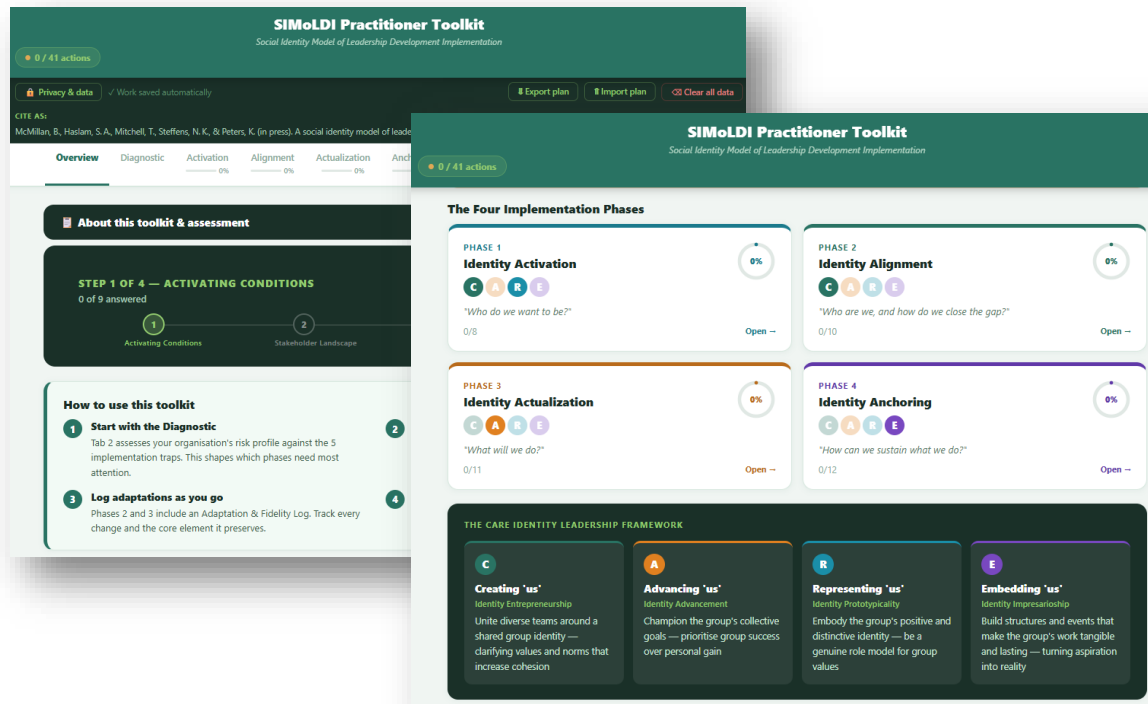 SIMoLDI Practitioner Toolkit
Social Identity Model of Leadership Development Implementation
0 / 41 actions
Privacy & data
✓ Work saved automatically
Export plan
Import plan
Clear all data
CITE AS:
McMillan, B., Haslam, S. A., Mitchell, T., Steffens, N. K., & Peters, K. (in press). A social identity model of leade
Overview
Diagnostic
Activation
0%
Alignment
0%
Actualization
0%
Anch
About this toolkit & assessment
STEP 1 OF 4 — ACTIVATING CONDITIONS
0 of 9 answered
1
2
Activating Conditions
Stakeholder Landscape
How to use this toolkit
1
Start with the Diagnostic
Tab 2 assesses your organisation's risk profile against the 5
implementation traps. This shapes which phases need most
attention.
2
3
Log adaptations as you go
Phases 2 and 3 include an Adaptation & Fidelity Log. Track every
change and the core element it preserves.
4
SIMoLDI Practitioner Toolkit
Social Identity Model of Leadership Development Implementation
0 / 41 actions
The Four Implementation Phases
PHASE 1
Identity Activation
0%
C A R E
"Who do we want to be?"
0/8
Open →
PHASE 2
Identity Alignment
0%
C A R E
"Who are we, and how do we close the gap?"
0/10
Open →
PHASE 3
Identity Actualization
0%
C A R E
"What will we do?"
0/11
Open →
PHASE 4
Identity Anchoring
0%
C A R E
"How can we sustain what we do?"
0/12
Open →
THE CARE IDENTITY LEADERSHIP FRAMEWORK
C
Creating 'us'
Identity Entrepreneurship
Unite diverse teams around a
shared group identity —
clarifying values and norms that
increase cohesion
A
Advancing 'us'
Identity Advancement
Champion the group's collective
goals — prioritise group success
over personal gain
R
Representing 'us'
Identity Prototypicality
Embody the group's positive and
distinctive identity — be a
genuine role model for group
values
E
Embedding 'us'
Identity Impresarioship
Build structures and events that
make the group's work tangible
and lasting — turning aspiration
into reality